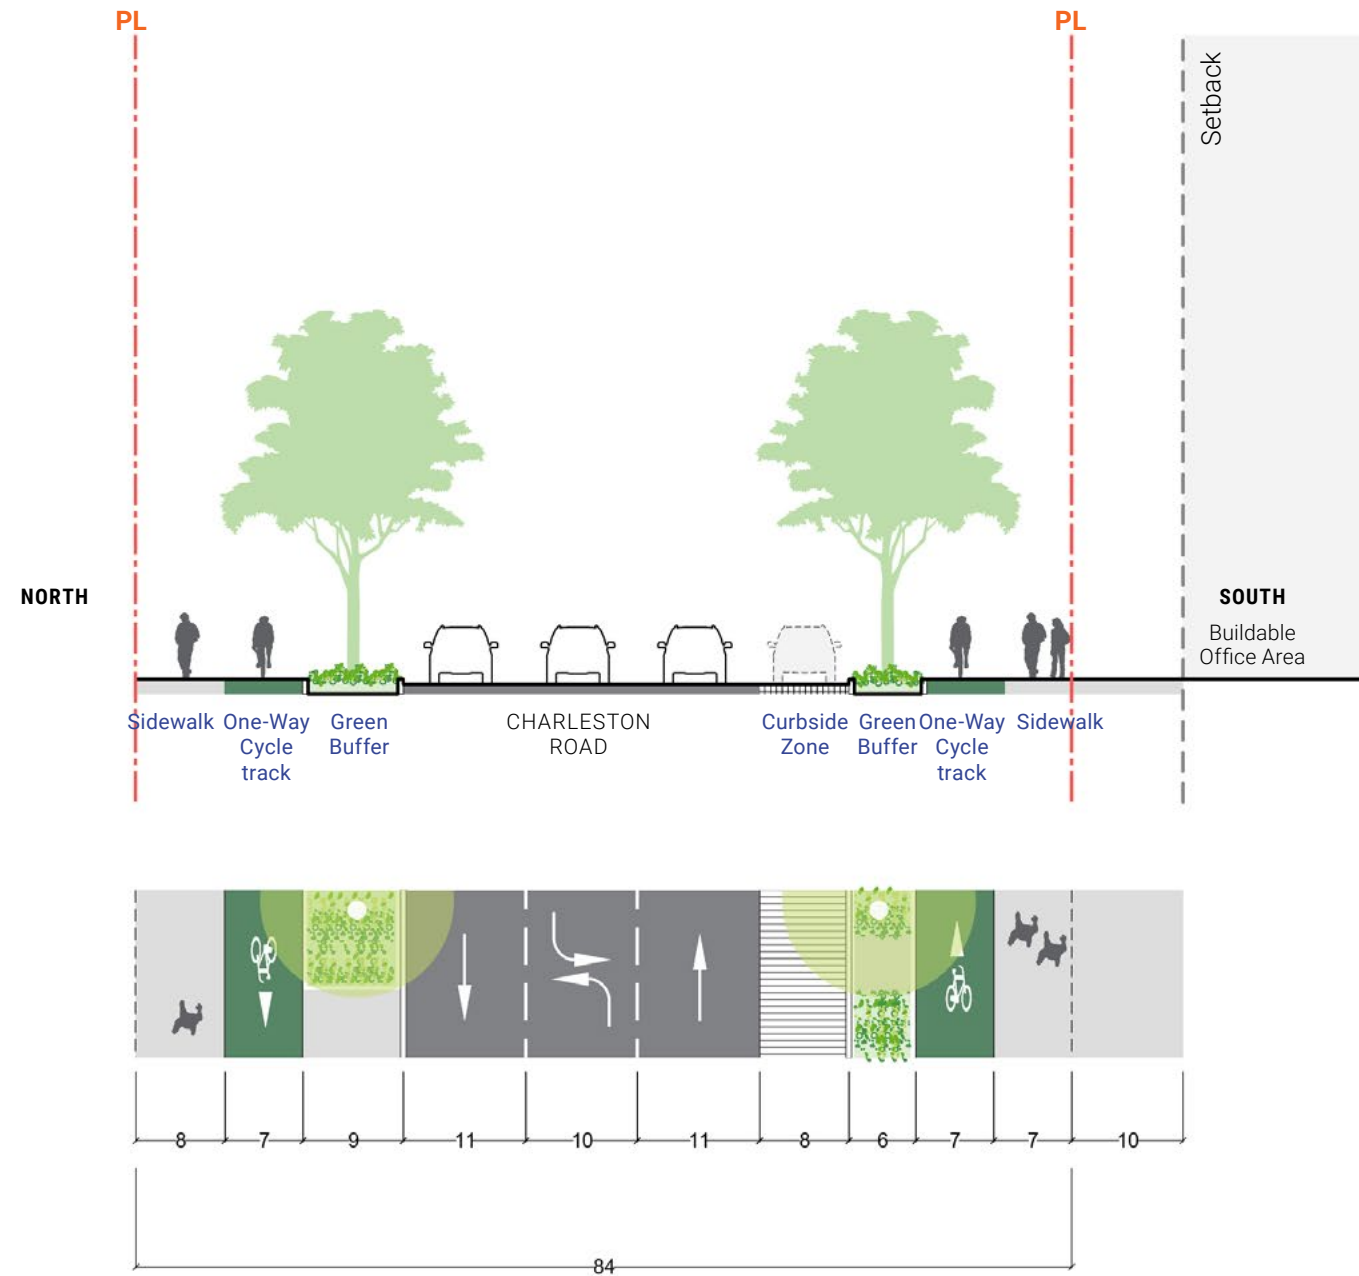 PL
PL
Setback
NORTH
SOUTH
Buildable
Office Area
Sidewalk
One-Way
Cycle
track
Green
Buffer
CHARLESTON
ROAD
Curbside
Zone
Green
Buffer
One-Way
Cycle
track
Sidewalk
8
7
9
11
10
11
8
6
7
7
10
84